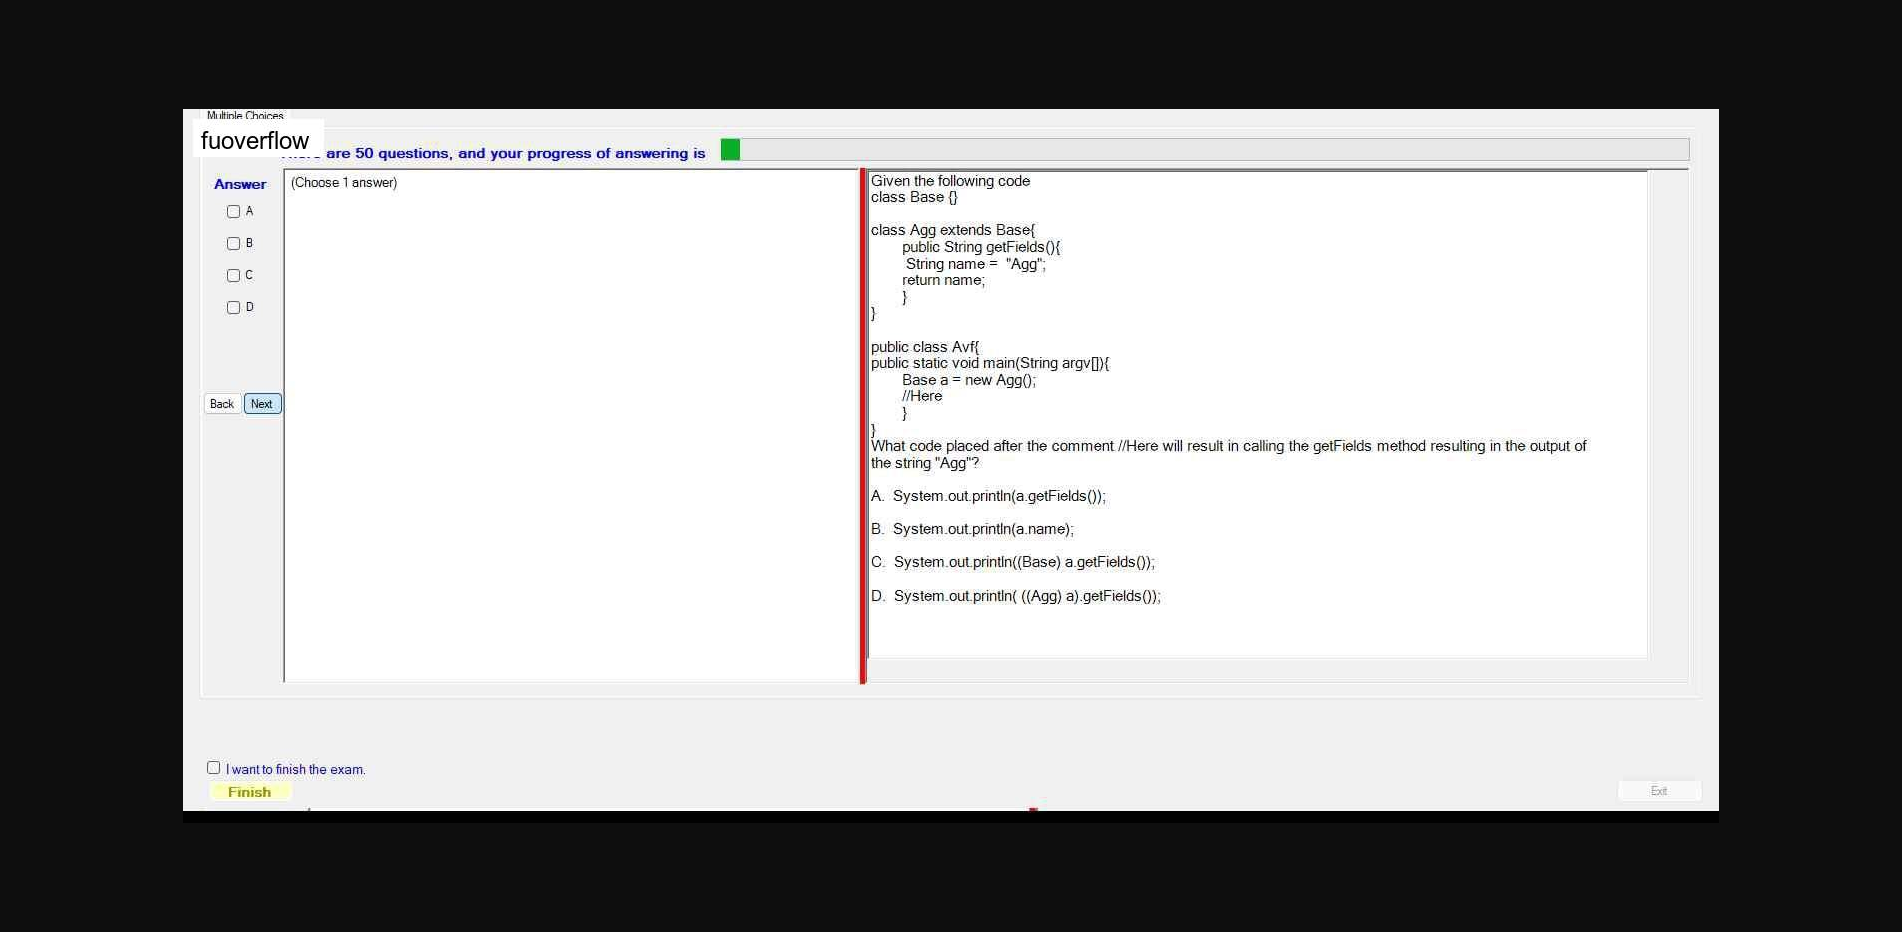 Multiple Choices
fuoverflow
are 50 questions, and your progress of answering is
Answer
A
B
C
D
Back
Next
(Choose 1 answer)
Given the following code
class Base {}
class Agg extends Base{
public String getFields(){
String name = "Agg";
return name;
}
}
public class Avf{
public static void main(String argv[]){
Base a = new Agg();
//Here
}
}
What code placed after the comment //Here will result in calling the getFields method resulting in the output of
the string "Agg"?
A. System.out.println(a.getFields());
B. System.out.println(a.name);
C. System.out.println((Base) a.getFields());
D. System.out.println( ((Agg) a).getFields());
I want to finish the exam.
Finish
Exit